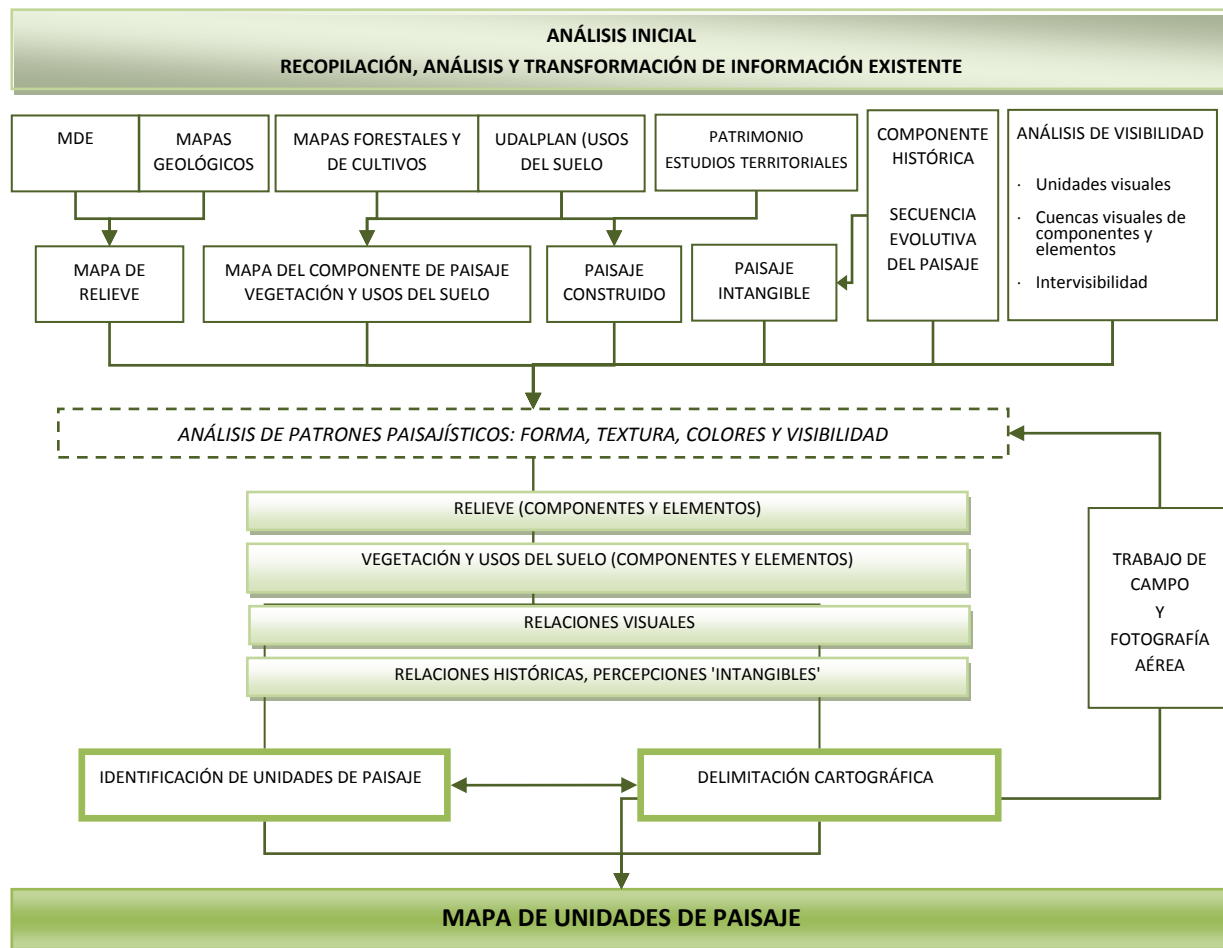 ANÁLISIS INICIAL
RECOPILACIÓN, ANÁLISIS Y TRANSFORMACIÓN DE INFORMACIÓN EXISTENTE
MDE
MAPAS
GEOLÓGICOS
MAPAS FORESTALES Y
DE CULTIVOS
UDALPLAN (USOS
DEL SUELO
PATRIMONIO
ESTUDIOS TERRITORIALES
COMPONENTE
HISTÓRICA
SECUENCIA
EVOLUTIVA
DEL PAISAJE
ANÁLISIS DE VISIBILIDAD
· Unidades visuales
· Cuencas visuales de
componentes y
elementos
· Intervisibilidad
MAPA DE
RELIEVE
MAPA DEL COMPONENTE DE PAISAJE
VEGETACIÓN Y USOS DEL SUELO
PAISAJE
CONSTRUIDO
PAISAJE
INTANGIBLE
ANÁLISIS DE PATRONES PAISAJÍSTICOS: FORMA, TEXTURA, COLORES Y VISIBILIDAD
RELIEVE (COMPONENTES Y ELEMENTOS)
VEGETACIÓN Y USOS DEL SUELO (COMPONENTES Y ELEMENTOS)
RELACIONES VISUALES
RELACIONES HISTÓRICAS, PERCEPCIONES 'INTANGIBLES'
TRABAJO DE
CAMPO
Y
FOTOGRAFÍA
AÉREA
IDENTIFICACIÓN DE UNIDADES DE PAISAJE
DELIMITACIÓN CARTOGRÁFICA
MAPA DE UNIDADES DE PAISAJE